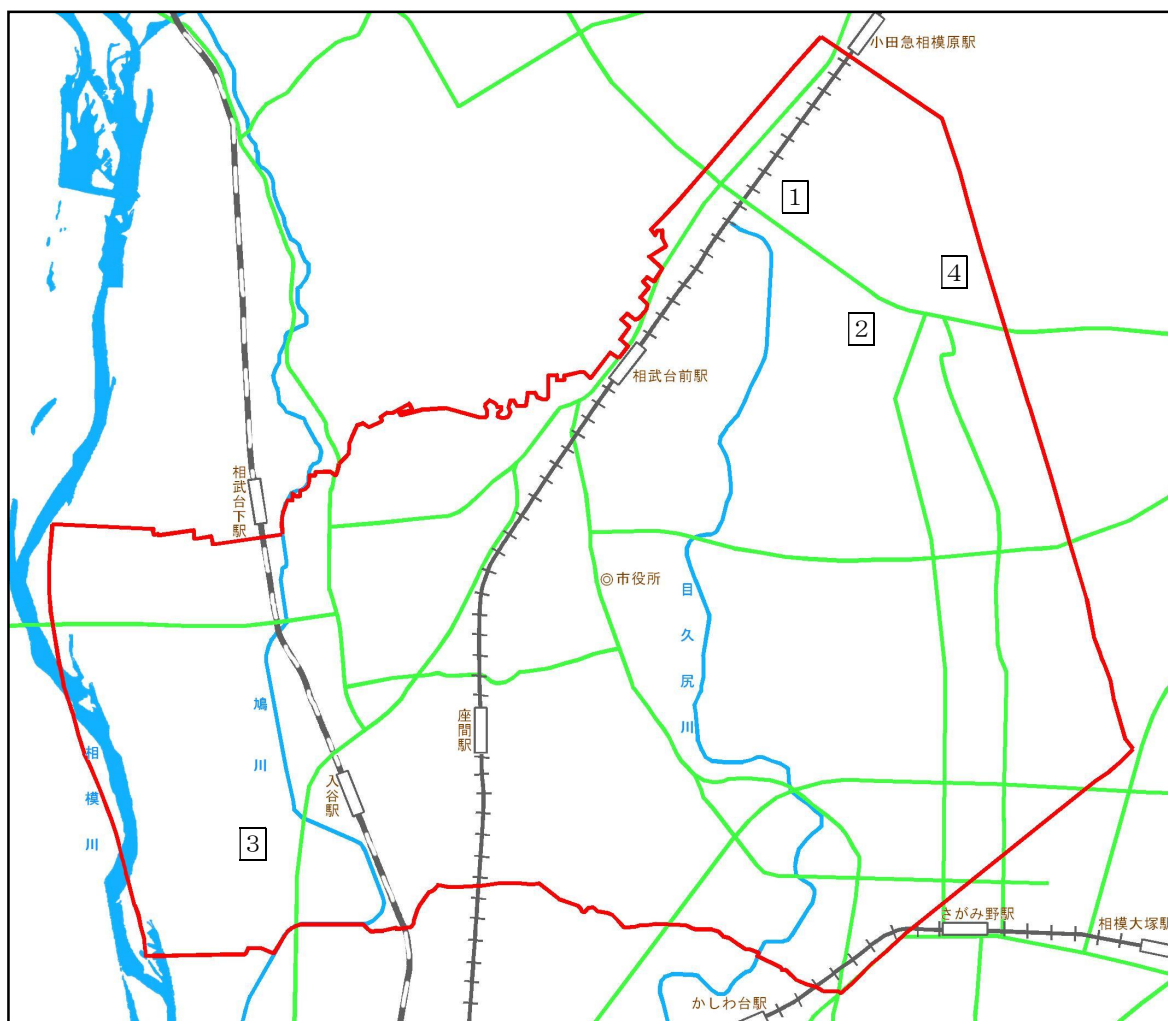 小田急相模原駅
1
4
2
相武台前駅
相武台下駅
◎市役所
目久尻川
鳩川
座間駅
相模川
入谷駅
3
さがみ野駅
相模大塚駅
かしわ台駅